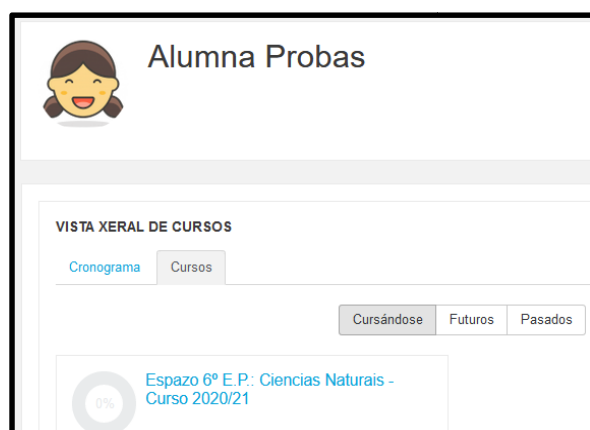 Alumna Probas
VISTA XERAL DE CURSOS
Cronograma Cursos
Cursándose Futuros Pasados
0%
Espazo 6º E.P.: Ciencias Naturais -
Curso 2020/21